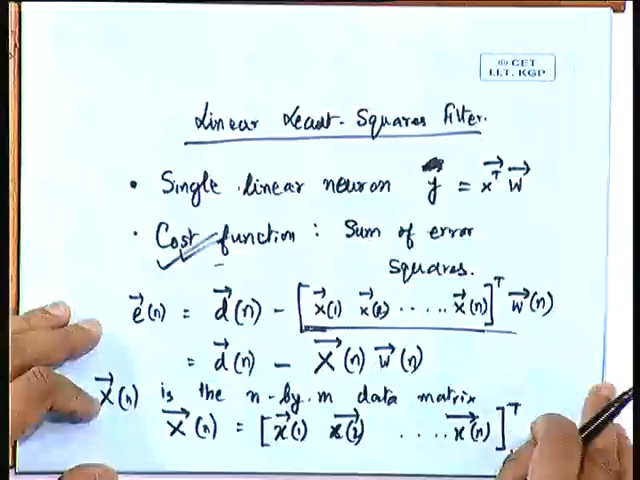 © CET
I.I.T. KGP
Linear Least-Squares Filter.
• Single linear neuron y⃗ = x⃗ᵀ w⃗
• Cost function : Sum of error
squares.
e⃗(n) = d⃗(n) - [x⃗(1) x⃗(2) ..... x⃗(n)]ᵀ w⃗(n)
= d⃗(n) - X⃗(n) w⃗(n)
X⃗(n) is the n-by-m data matrix
X⃗(n) = [x⃗(1) x⃗(2) ..... x⃗(n)]ᵀ